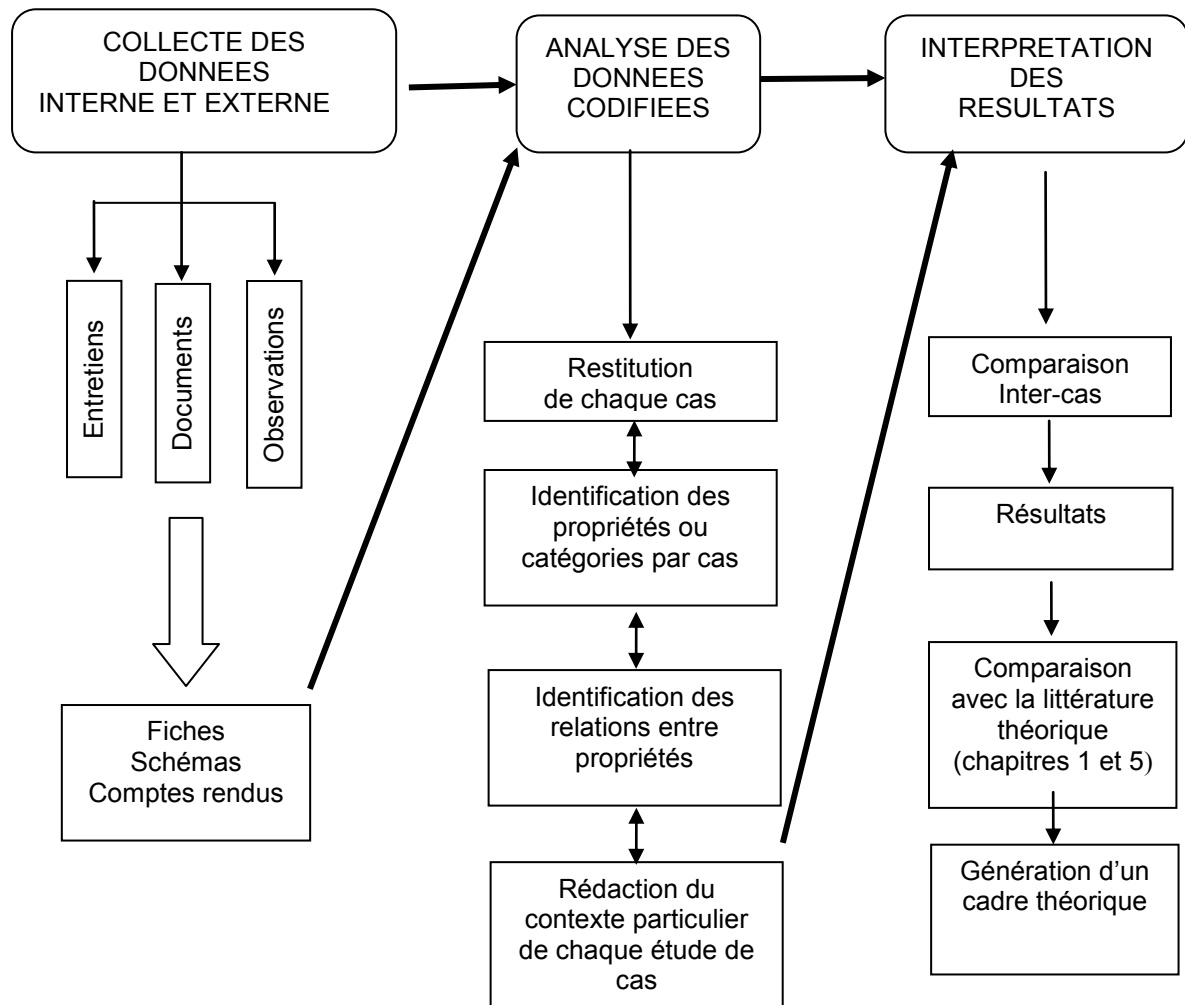 COLLECTE DES
DONNEES
INTERNE ET EXTERNE
Entretiens
Documents
Observations
Fiches
Schémas
Comptes rendus
ANALYSE DES
DONNEES
CODIFIEES
Restitution
de chaque cas
Identification des
propriétés ou
catégories par cas
Identification des
relations entre
propriétés
Rédaction du
contexte particulier
de chaque étude de
cas
INTERPRETATION
DES
RESULTATS
Comparaison
Inter-cas
Résultats
Comparaison
avec la littérature
théorique
(chapitres 1 et 5)
Génération d’un
cadre théorique